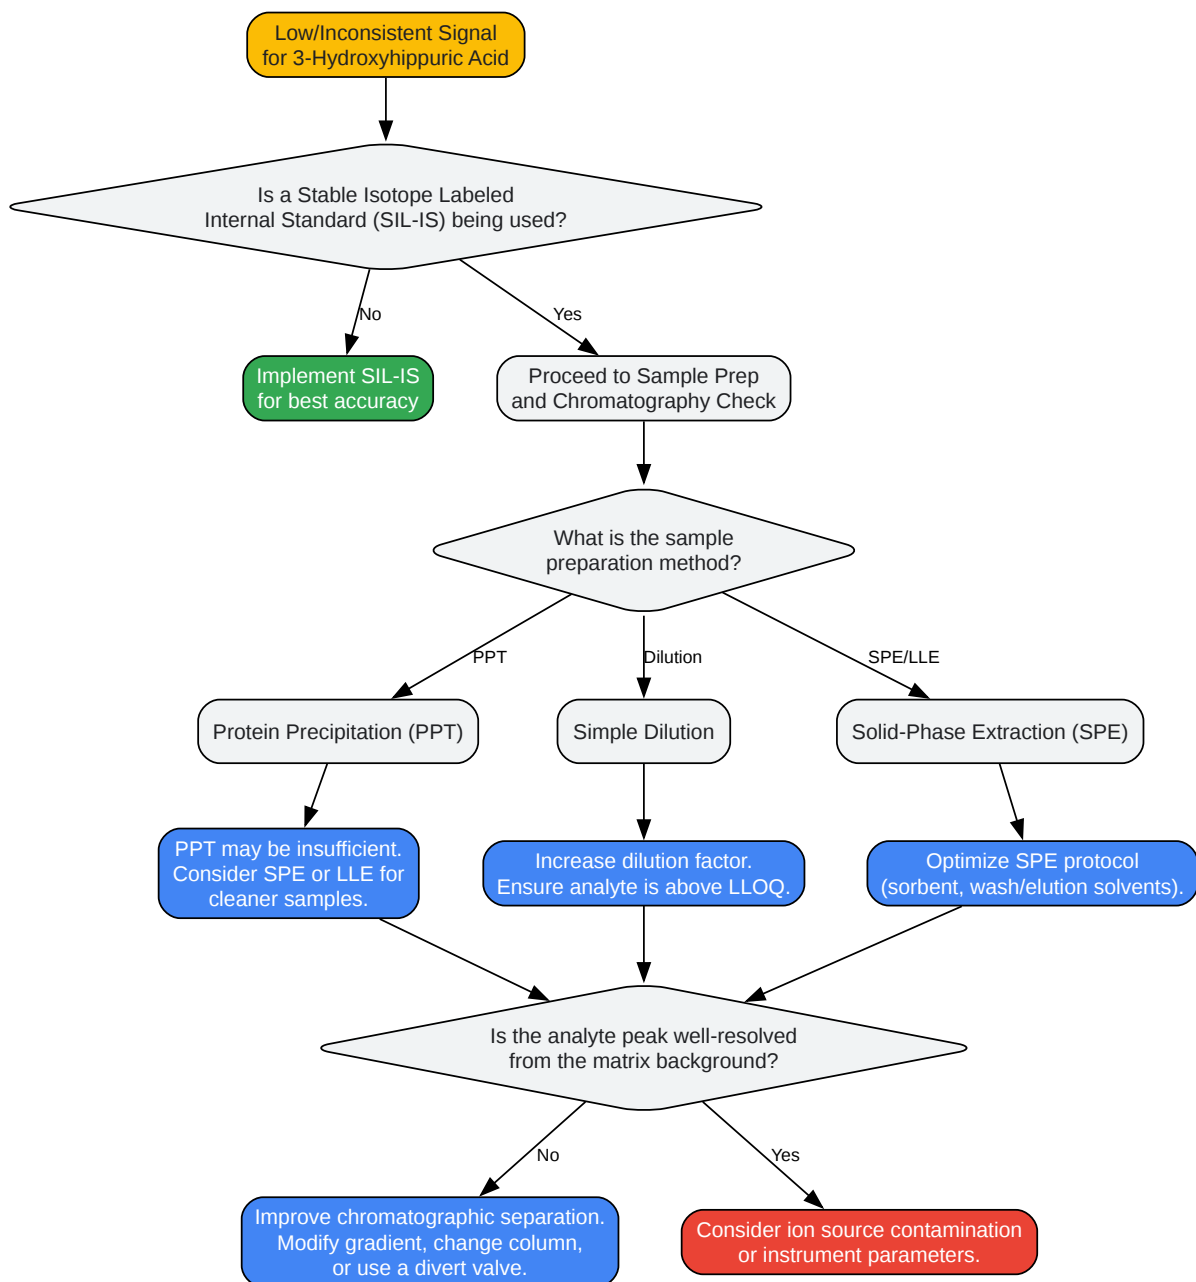 Low/Inconsistent Signal
for 3-Hydroxyhippuric Acid
Is a Stable Isotope Labeled
Internal Standard (SIL-IS) being used?
No
Yes
Implement SIL-IS
for best accuracy
Proceed to Sample Prep
and Chromatography Check
What is the sample
preparation method?
PPT
Dilution
SPE/LLE
Protein Precipitation (PPT)
Simple Dilution
Solid-Phase Extraction (SPE)
PPT may be insufficient.
Consider SPE or LLE for
cleaner samples.
Increase dilution factor.
Ensure analyte is above LLOQ.
Optimize SPE protocol
(sorbent, wash/elution solvents).
Is the analyte peak well-resolved
from the matrix background?
No
Yes
Improve chromatographic separation.
Modify gradient, change column,
or use a divert valve.
Consider ion source contamination
or instrument parameters.